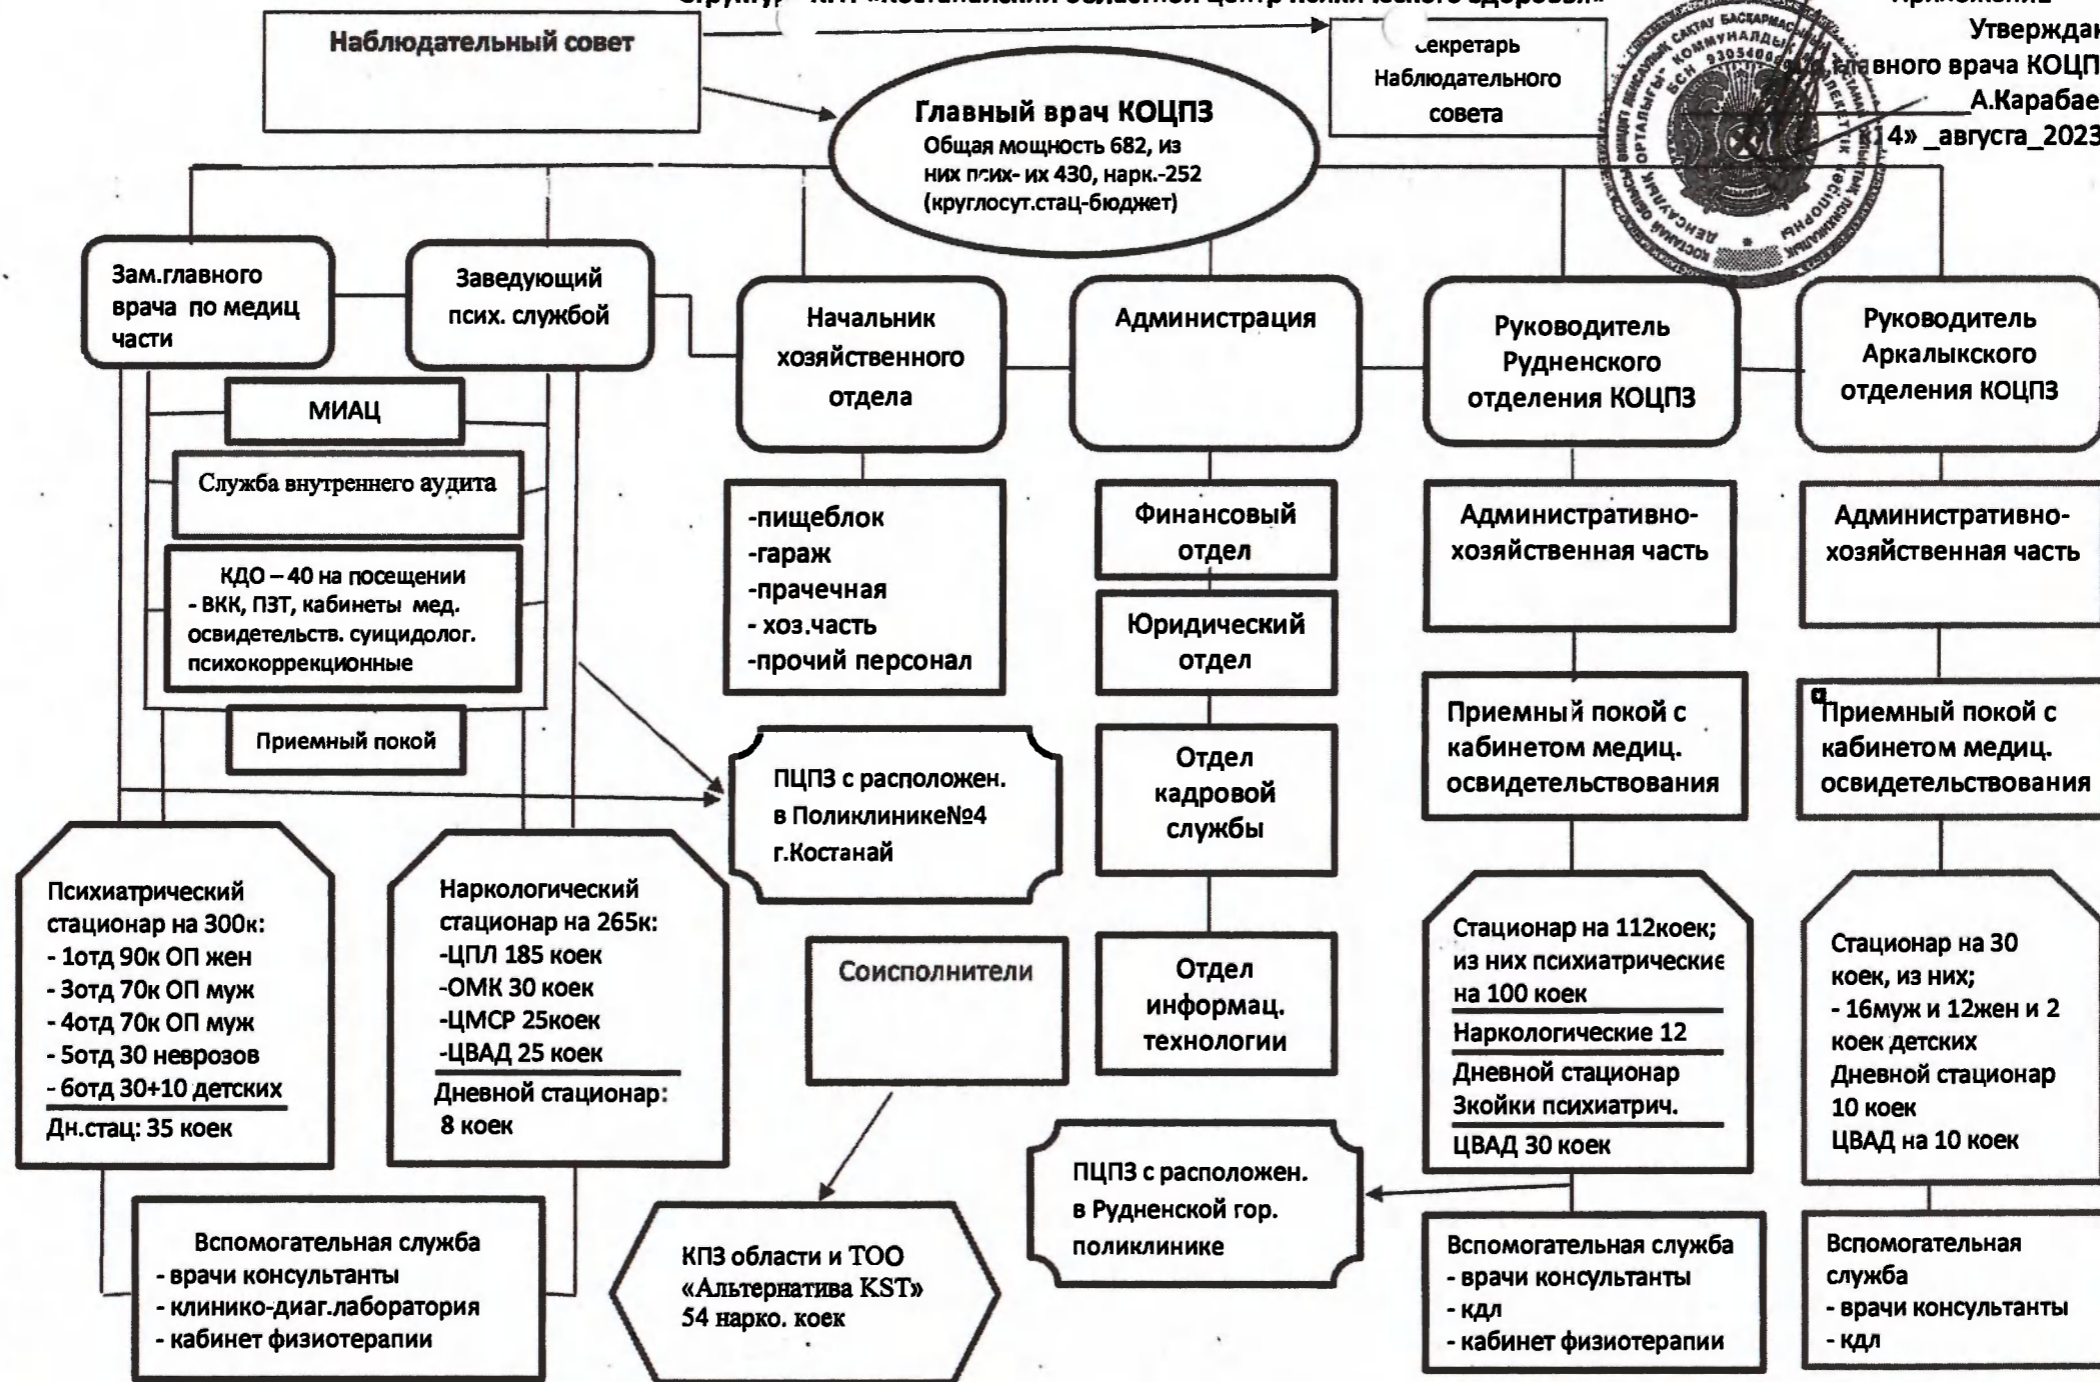 «Костанайский областной центр психического здоровья»
Утвержда
главного врача КОЦП
А.Карабае
14» _августа_2023
Наблюдательный совет
Секретарь
Наблюдательного
совета
Главный врач КОЦПЗ
Общая мощность 682, из
них псих- их 430, нарк.-252
(круглосут.стац-бюджет)
Зам.главного
врача по медиц
части
Заведующий
псих. службой
Начальник
хозяйственного
отдела
Администрация
Руководитель
Рудненского
отделения КОЦПЗ
Руководитель
Аркалыкского
отделения КОЦПЗ
МИАЦ
Служба внутреннего аудита
КДО – 40 на посещении
- ВКК, ПЗТ, кабинеты мед.
освидетельств. суицидолог.
психокоррекционные
Приемный покой
-пищеблок
-гараж
-прачечная
- хоз.часть
-прочий персонал
Финансовый
отдел
Юридический
отдел
Отдел
кадровой
службы
Отдел
информац.
технологии
Административно-
хозяйственная часть
Административно-
хозяйственная часть
Приемный покой с
кабинетом медиц.
освидетельствования
Приемный покой с
кабинетом медиц.
освидетельствования
ПЦПЗ с расположен.
в Поликлинике№4
г.Костанай
Психиатрический
стационар на 300к:
- 1отд 90к ОП жен
- 3отд 70к ОП муж
- 4отд 70к ОП муж
- 5отд 30 неврозов
- 6отд 30+10 детских
Дн.стац: 35 коек
Наркологический
стационар на 265к:
-ЦПЛ 185 коек
-ОМК 30 коек
-ЦМСР 25коек
-ЦВАД 25 коек
Дневной стационар:
8 коек
Соисполнители
Стационар на 112коек;
из них психиатрические
на 100 коек
Наркологические 12
Дневной стационар
3койки психиатрич.
ЦВАД 30 коек
Стационар на 30
коек, из них;
- 16муж и 12жен и 2
коек детских
Дневной стационар
10 коек
ЦВАД на 10 коек
ПЦПЗ с расположен.
в Рудненской гор.
поликлинике
Вспомогательная служба
- врачи консультанты
- клинико-диаг.лаборатория
- кабинет физиотерапии
КПЗ области и ТОО
«Альтернатива KST»
54 нарко. коек
Вспомогательная служба
- врачи консультанты
- кдл
- кабинет физиотерапии
Вспомогательная
служба
- врачи консультанты
- кдл